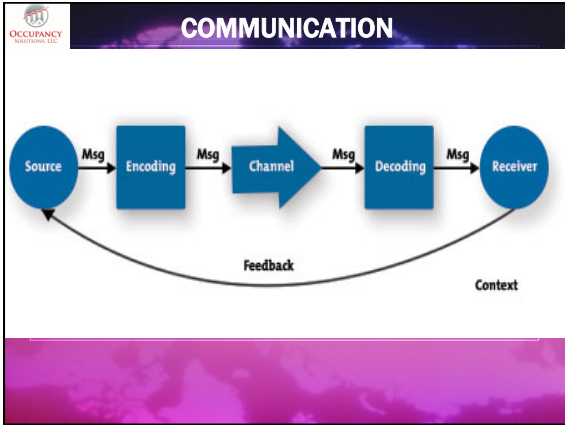 OCCUPANCY
SOLUTIONS, LLC
COMMUNICATION
Source
Msg
Encoding
Msg
Channel
Msg
Decoding
Msg
Receiver
Feedback
Context